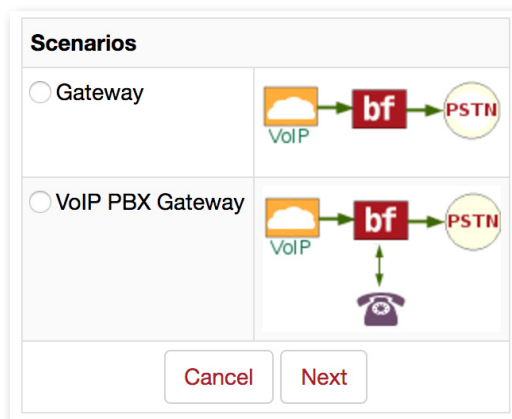 Scenarios
Gateway
VoIP
bf
PSTN
VoIP PBX Gateway
VoIP
bf
PSTN
Cancel
Next